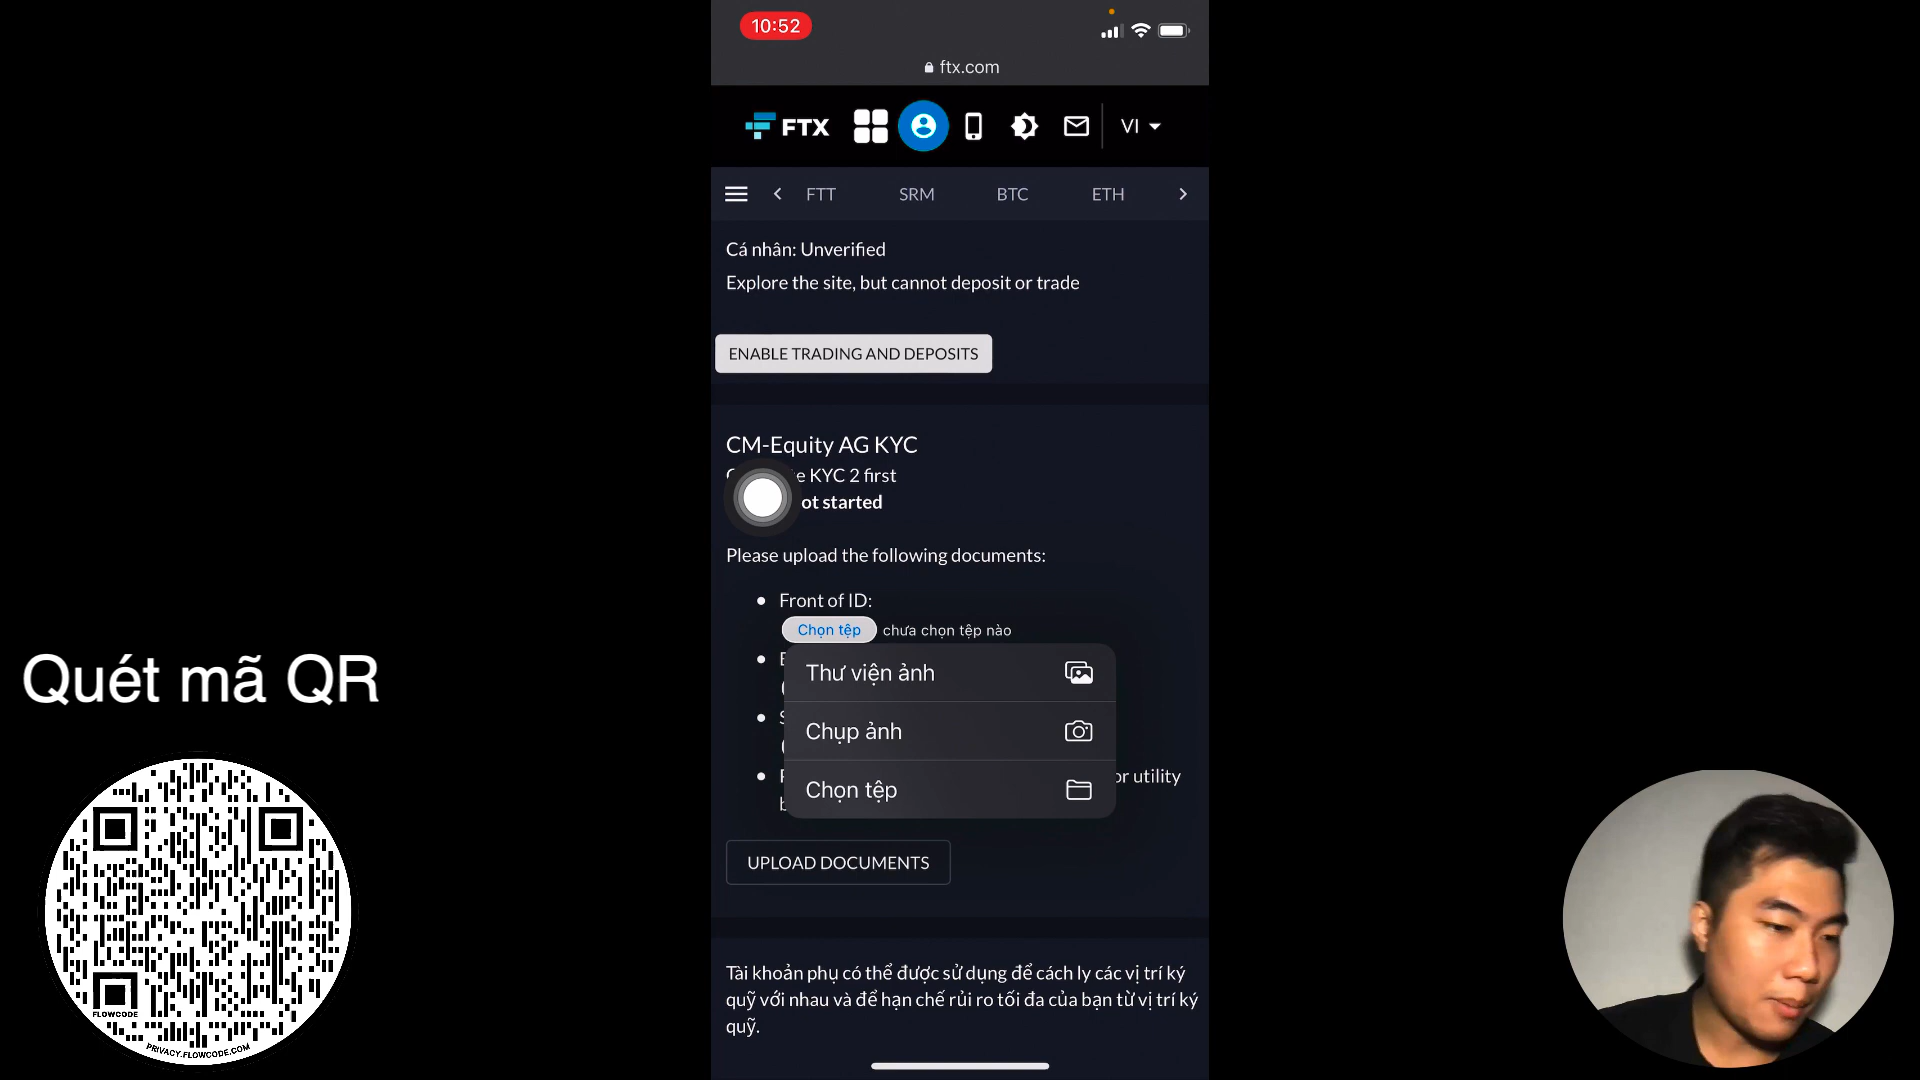 10:52
ftx.com
FTX
VI
FTT
SRM
BTC
ETH
Cá nhân: Unverified
Explore the site, but cannot deposit or trade
ENABLE TRADING AND DEPOSITS
CM-Equity AG KYC
e KYC 2 first
ot started
Please upload the following documents:
Front of ID:
Chọn tệp chưa chọn tệp nào
Thư viện ảnh
Chụp ảnh
Chọn tệp
or utility
UPLOAD DOCUMENTS
Tài khoản phụ có thể được sử dụng để cách ly các vị trí ký
quỹ với nhau và để hạn chế rủi ro tối đa của bạn từ vị trí ký
quỹ.
Quét mã QR
FLOWCODE
PRIVACY.FLOWCODE.COM